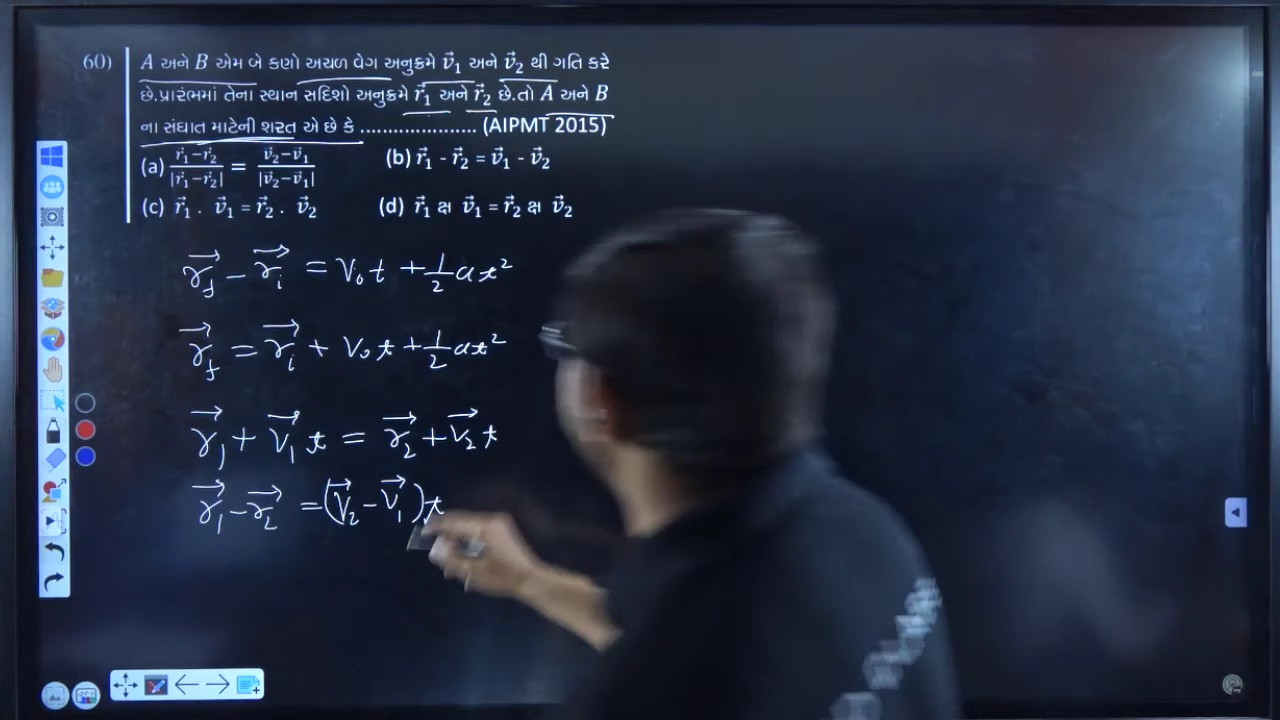 60) A અને B એમ બે કણો અચળ વેગ અનુક્રમે v⃗₁ અને v⃗₂ થી ગતિ કરે
છે.પ્રારંભમાં તેના સ્થાન સદિશો અનુક્રમે r⃗₁ અને r⃗₂ છે.તો A અને B
ના સંઘાત માટેની શરત એ છે કે ..................... (AIPMT 2015)
(a) (r⃗₁−r⃗₂)/|r⃗₁−r⃗₂| = (v⃗₂−v⃗₁)/|v⃗₂−v⃗₁| (b) r⃗₁ - r⃗₂ = v⃗₁ - v⃗₂
(c) r⃗₁ . v⃗₁ = r⃗₂ . v⃗₂ (d) r⃗₁ ક્ષ v⃗₁ = r⃗₂ ક્ષ v⃗₂
r⃗f − r⃗i = v₀t + 1/2 at²
r⃗f = r⃗i + v₀t + 1/2 at²
r⃗₁ + v⃗₁t = r⃗₂ + v⃗₂t
r⃗₁ − r⃗₂ = (v⃗₂ − v⃗₁)t